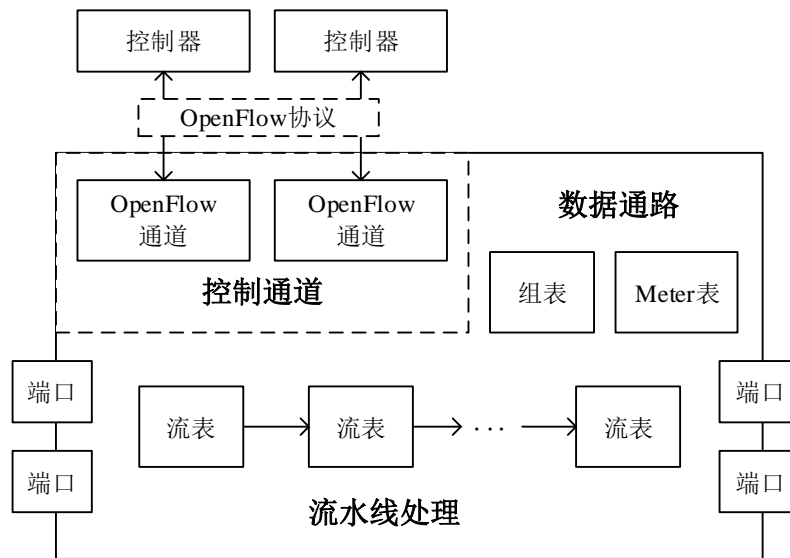 控制器
控制器
OpenFlow协议
OpenFlow
通道
OpenFlow
通道
数据通路
控制通道
组表
Meter表
端口
端口
流表
流表
...
流表
端口
端口
流水线处理